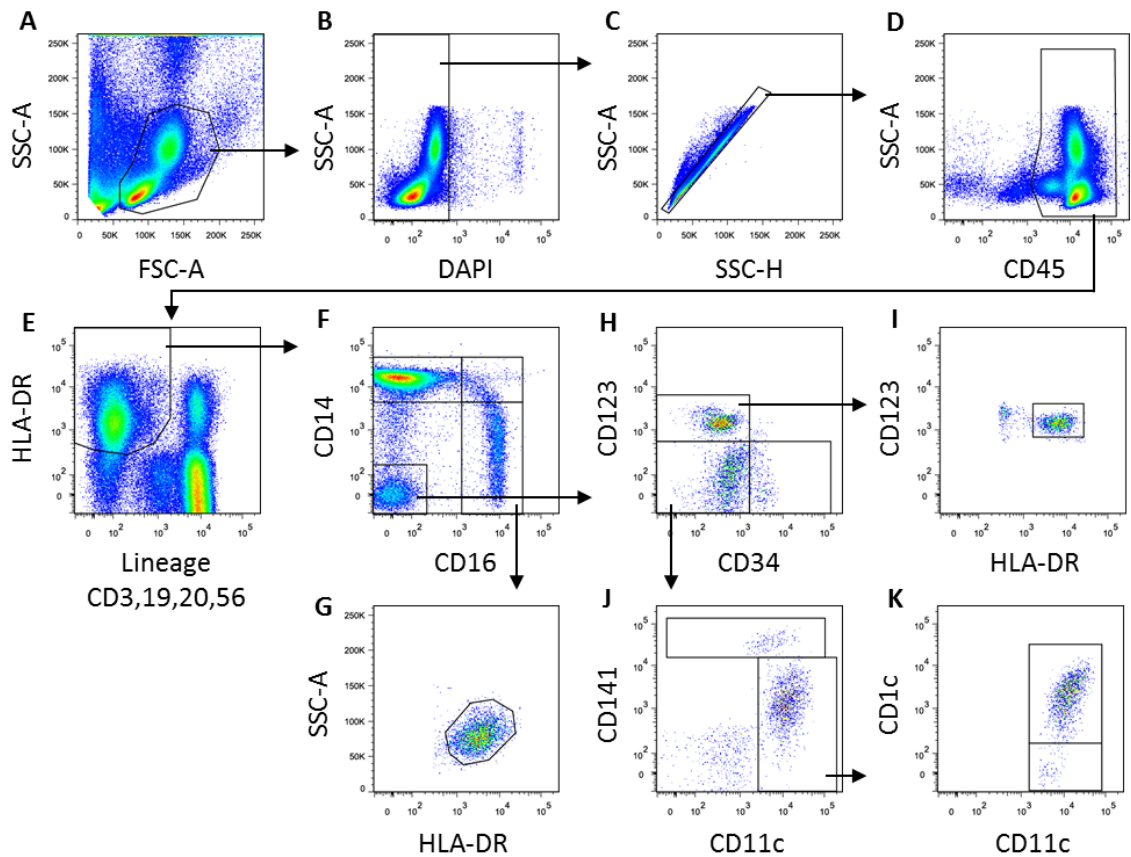 A
SSC-A
250K
200K
150K
100K
50K
0
0 50K 100K 150K 200K 250K
FSC-A
B
SSC-A
250K
200K
150K
100K
50K
0
0 10² 10³ 10⁴ 10⁵
DAPI
C
SSC-A
250K
200K
150K
100K
50K
0
0 50K 100K 150K 200K 250K
SSC-H
D
SSC-A
250K
200K
150K
100K
50K
0
0 10² 10³ 10⁴ 10⁵
CD45
E
HLA-DR
10⁵
10⁴
10³
10²
0
0 10² 10³ 10⁴ 10⁵
Lineage
CD3,19,20,56
F
CD14
10⁵
10⁴
10³
10²
0
0 10² 10³ 10⁴ 10⁵
CD16
H
CD123
10⁵
10⁴
10³
10²
0
0 10² 10³ 10⁴ 10⁵
CD34
I
CD123
10⁵
10⁴
10³
10²
0
0 10² 10³ 10⁴ 10⁵
HLA-DR
G
SSC-A
250K
200K
150K
100K
50K
0
0 10² 10³ 10⁴ 10⁵
HLA-DR
J
CD141
10⁵
10⁴
10³
10²
0
0 10² 10³ 10⁴ 10⁵
CD11c
K
CD1c
10⁵
10⁴
10³
10²
0
0 10² 10³ 10⁴ 10⁵
CD11c